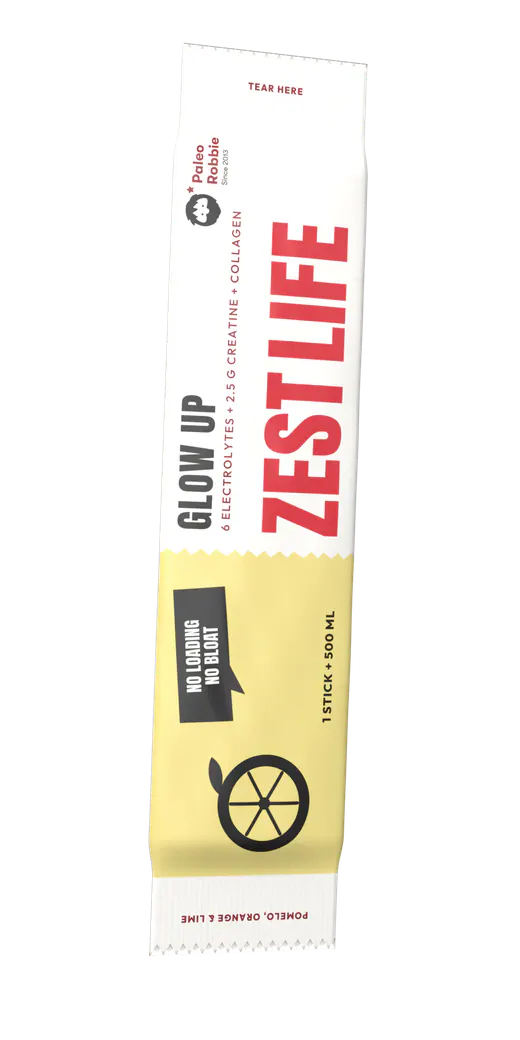 TEAR HERE
Paleo
Robbie
Since 2013
GLOW UP
6 ELECTROLYTES + 2.5 G CREATINE + COLLAGEN
ZEST LIFE
NO LOADING
NO BLOAT
1 STICK + 500 ML
POMELO, ORANGE & LIME